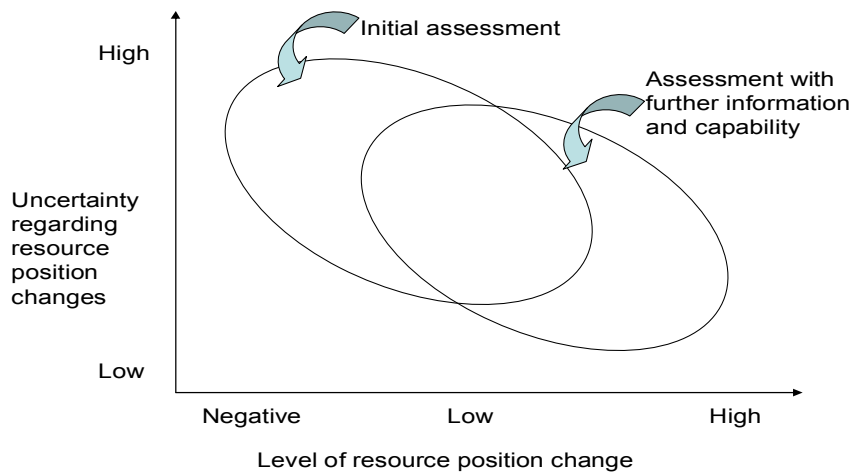 High
Initial assessment
Assessment with
further information
and capability
Uncertainty
regarding
resource
position
changes
Low
Negative
Low
High
Level of resource position change